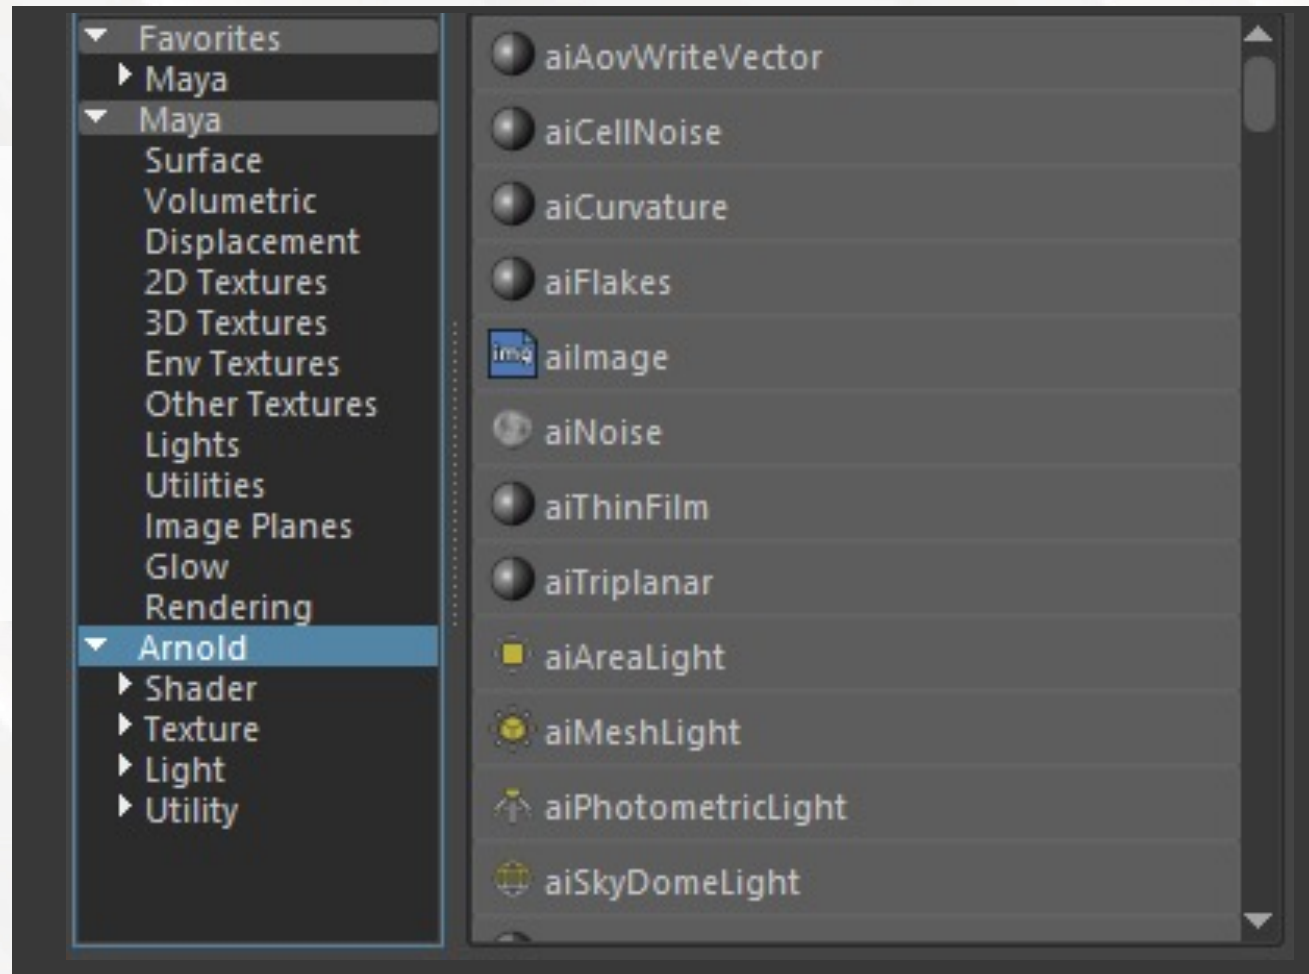 Favorites
Maya
Maya
Surface
Volumetric
Displacement
2D Textures
3D Textures
Env Textures
Other Textures
Lights
Utilities
Image Planes
Glow
Rendering
Arnold
Shader
Texture
Light
Utility
aiAovWriteVector
aiCellNoise
aiCurvature
aiFlakes
img aiImage
aiNoise
aiThinFilm
aiTriplanar
aiAreaLight
aiMeshLight
aiPhotometricLight
aiSkyDomeLight